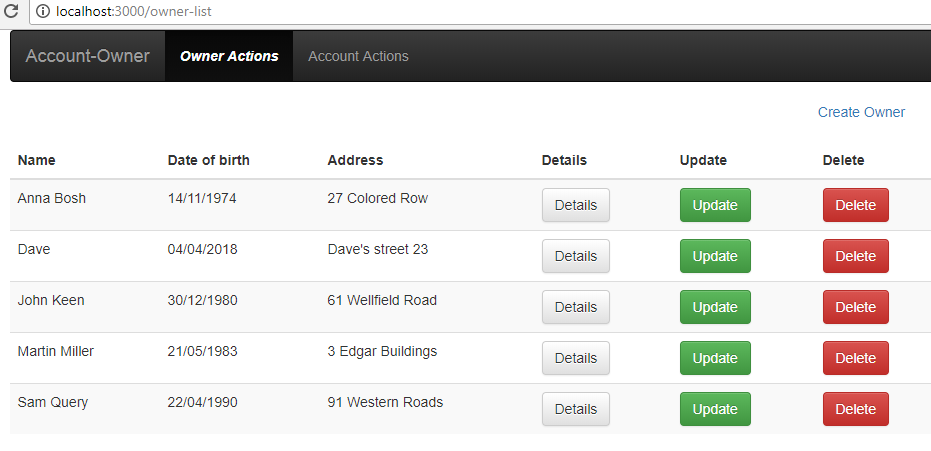 localhost:3000/owner-list
Account-Owner Owner Actions Account Actions
Create Owner
Name Date of birth Address Details Update Delete
Anna Bosh 14/11/1974 27 Colored Row Details Update Delete
Dave 04/04/2018 Dave's street 23 Details Update Delete
John Keen 30/12/1980 61 Wellfield Road Details Update Delete
Martin Miller 21/05/1983 3 Edgar Buildings Details Update Delete
Sam Query 22/04/1990 91 Western Roads Details Update Delete